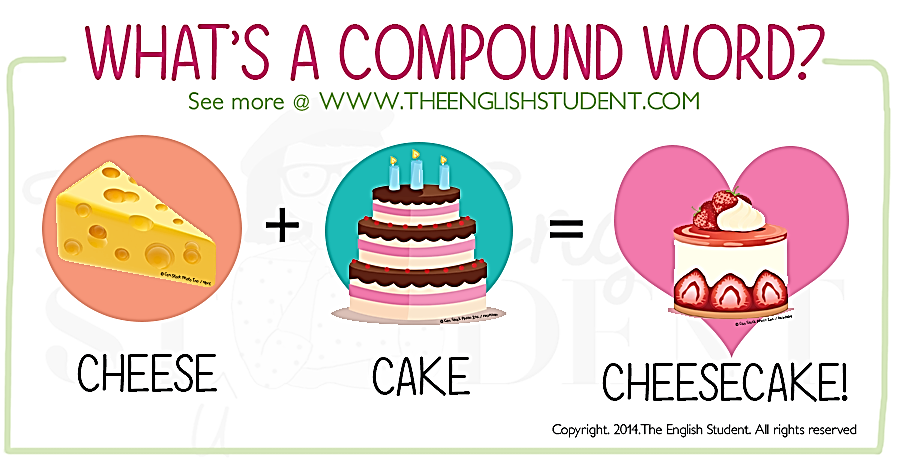 WHAT'S A COMPOUND WORD?
See more @ WWW.THEENGLISHSTUDENT.COM
+
=
CHEESE
CAKE
CHEESECAKE!
Copyright. 2014.The English Student. All rights reserved